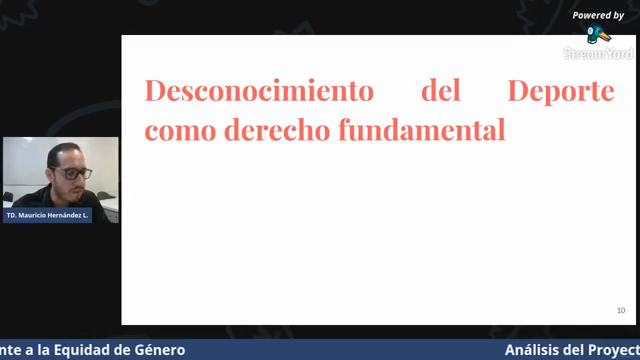 Powered by
StreamYard
Desconocimiento del Deporte
como derecho fundamental
TD. Mauricio Hernández L.
10
nte a la Equidad de Género
Análisis del Proyect